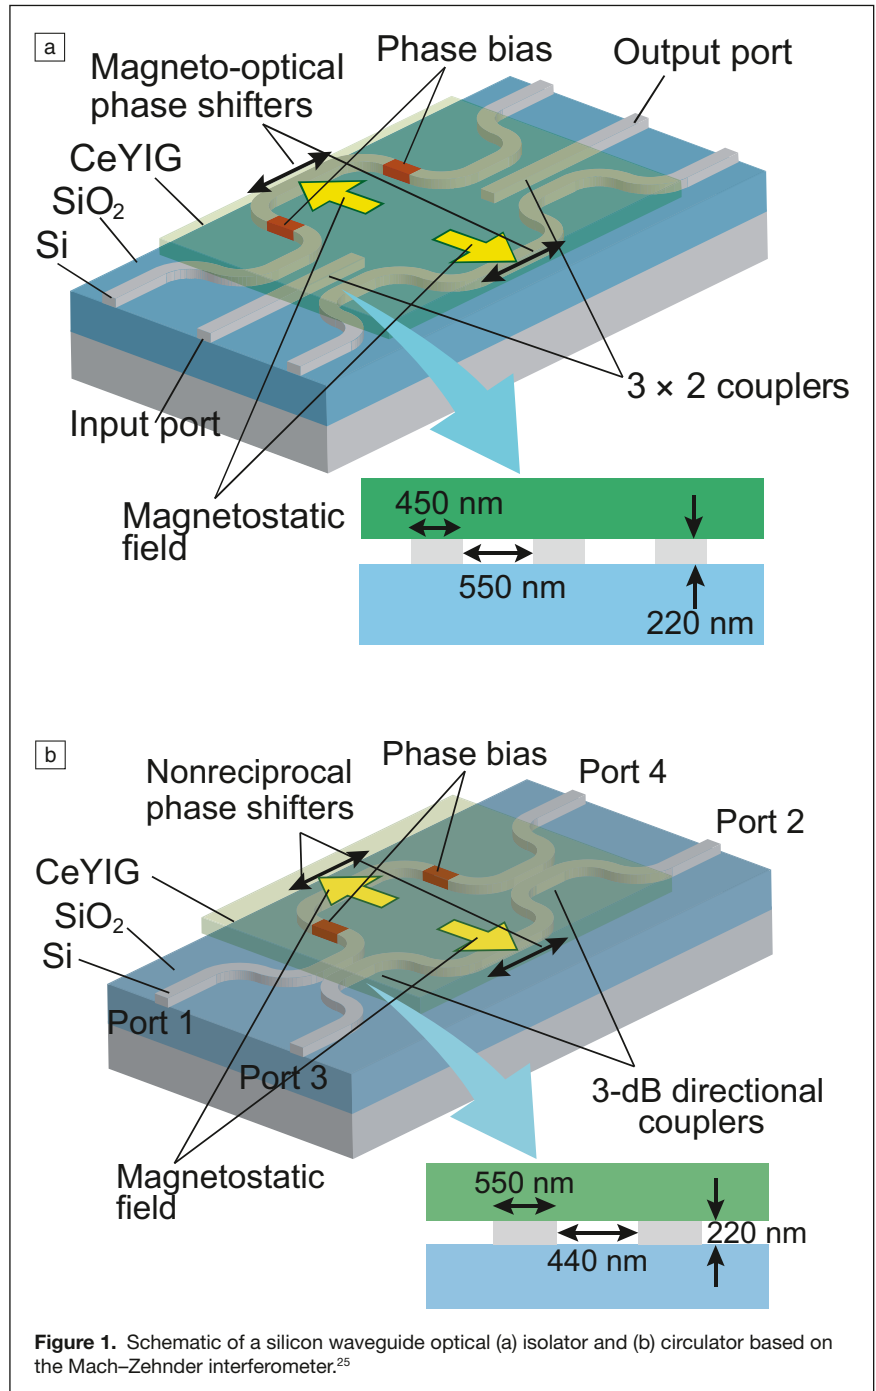 a
Magneto-optical
phase shifters
Phase bias
Output port
CeYIG
SiO₂
Si
Input port
3 × 2 couplers
Magnetostatic
field
450 nm
550 nm
220 nm
b
Nonreciprocal
phase shifters
Phase bias
Port 4
Port 2
CeYIG
SiO₂
Si
Port 1
Port 3
3-dB directional
couplers
Magnetostatic
field
550 nm
220 nm
440 nm
Figure 1. Schematic of a silicon waveguide optical (a) isolator and (b) circulator based on
the Mach–Zehnder interferometer.²⁵